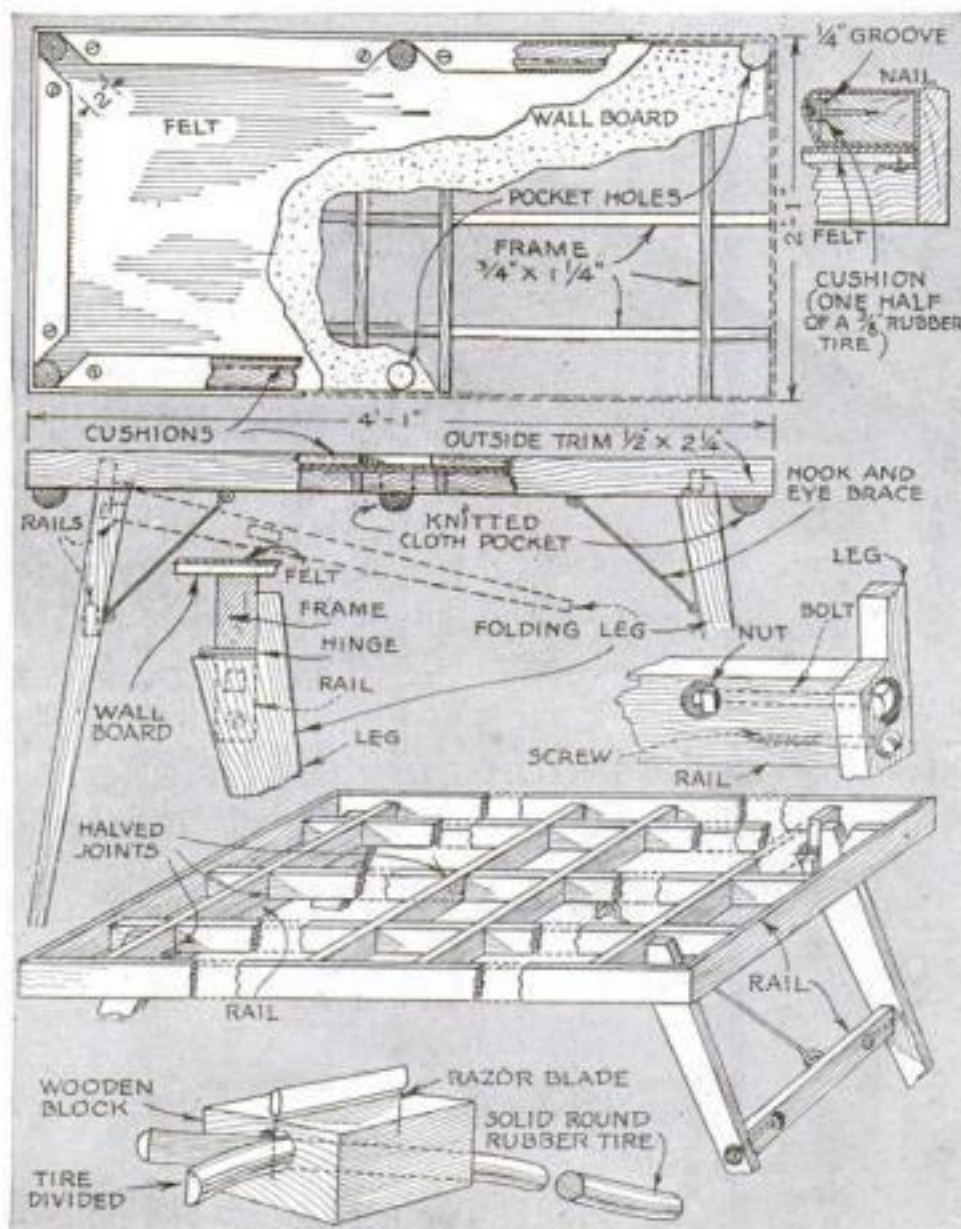 1/4" GROOVE
NAIL
1/2"
FELT
WALL BOARD
POCKET HOLES
2'-1"
FELT
FRAME
3/4" X 1 1/4"
CUSHION
(ONE HALF
OF A 3/8" RUBBER
TIRE)
4'-1"
CUSHIONS
OUTSIDE TRIM 1/2" X 2 1/4"
HOOK AND
EYE BRACE
KNITTED
CLOTH POCKET
RAILS
FELT
LEG
FRAME
BOLT
FOLDING LEG
NUT
HINGE
RAIL
WALL
BOARD
LEG
SCREW
RAIL
HALVED
JOINTS
RAIL
RAIL
WOODEN
BLOCK
RAZOR BLADE
SOLID ROUND
RUBBER TIRE
TIRE
DIVIDED